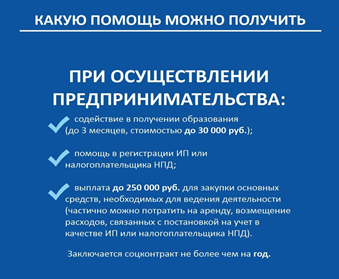 КАКУЮ ПОМОЩЬ МОЖНО ПОЛУЧИТЬ
ПРИ ОСУЩЕСТВЛЕНИИ
ПРЕДПРИНИМАТЕЛЬСТВА:
содействие в получении образования
(до 3 месяцев, стоимостью до 30 000 руб.);
помощь в регистрации ИП или
налогоплательщика НПД;
выплата до 250 000 руб. для закупки основных
средств, необходимых для ведения деятельности
(частично можно потратить на аренду, возмещение
расходов, связанных с постановкой на учет в
качестве ИП или налогоплательщика НПД).
Заключается соцконтракт не более чем на год.